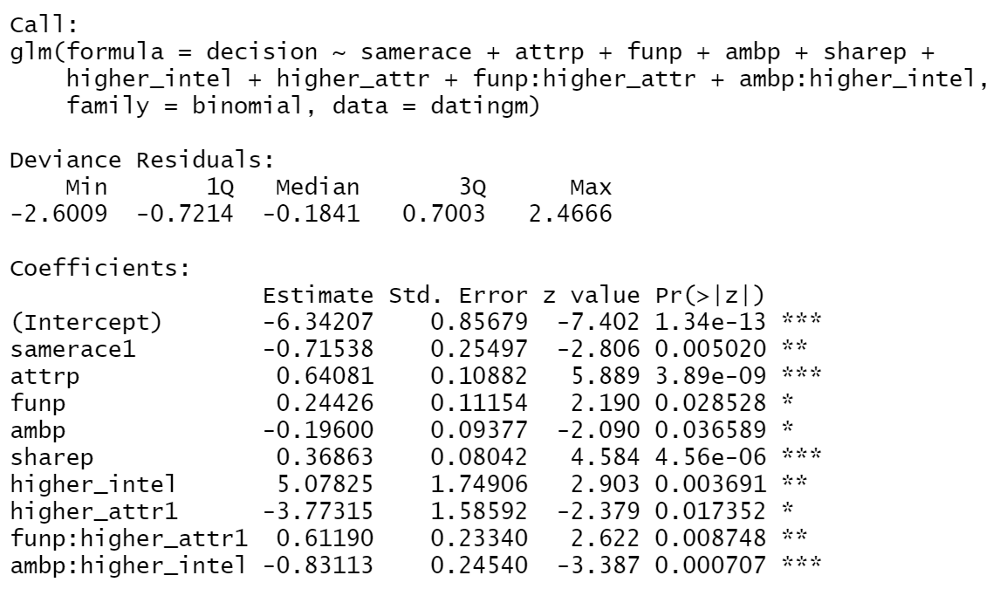 Call:
glm(formula = decision ~ samerace + attrp + funp + ambp + sharep +
    higher_intel + higher_attr + funp:higher_attr + ambp:higher_intel,
    family = binomial, data = datingm)

Deviance Residuals:
    Min       1Q   Median       3Q      Max
-2.6009  -0.7214  -0.1841   0.7003   2.4666

Coefficients:
                  Estimate Std. Error z value Pr(>|z|)
(Intercept)       -6.34207    0.85679  -7.402 1.34e-13 ***
samerace1         -0.71538    0.25497  -2.806 0.005020 **
attrp              0.64081    0.10882   5.889 3.89e-09 ***
funp               0.24426    0.11154   2.190 0.028528 *
ambp              -0.19600    0.09377  -2.090 0.036589 *
sharep             0.36863    0.08042   4.584 4.56e-06 ***
higher_intel       5.07825    1.74906   2.903 0.003691 **
higher_attr1      -3.77315    1.58592  -2.379 0.017352 *
funp:higher_attr1  0.61190    0.23340   2.622 0.008748 **
ambp:higher_intel -0.83113    0.24540  -3.387 0.000707 ***